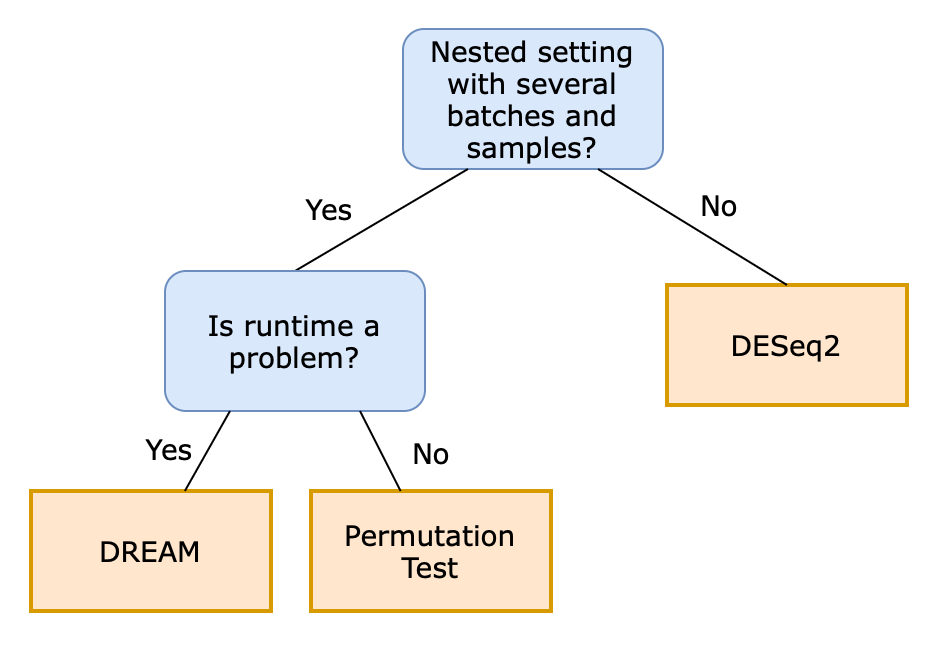 Nested setting
with several
batches and
samples?
Yes
No
Is runtime a
problem?
DESeq2
Yes
No
DREAM
Permutation
Test